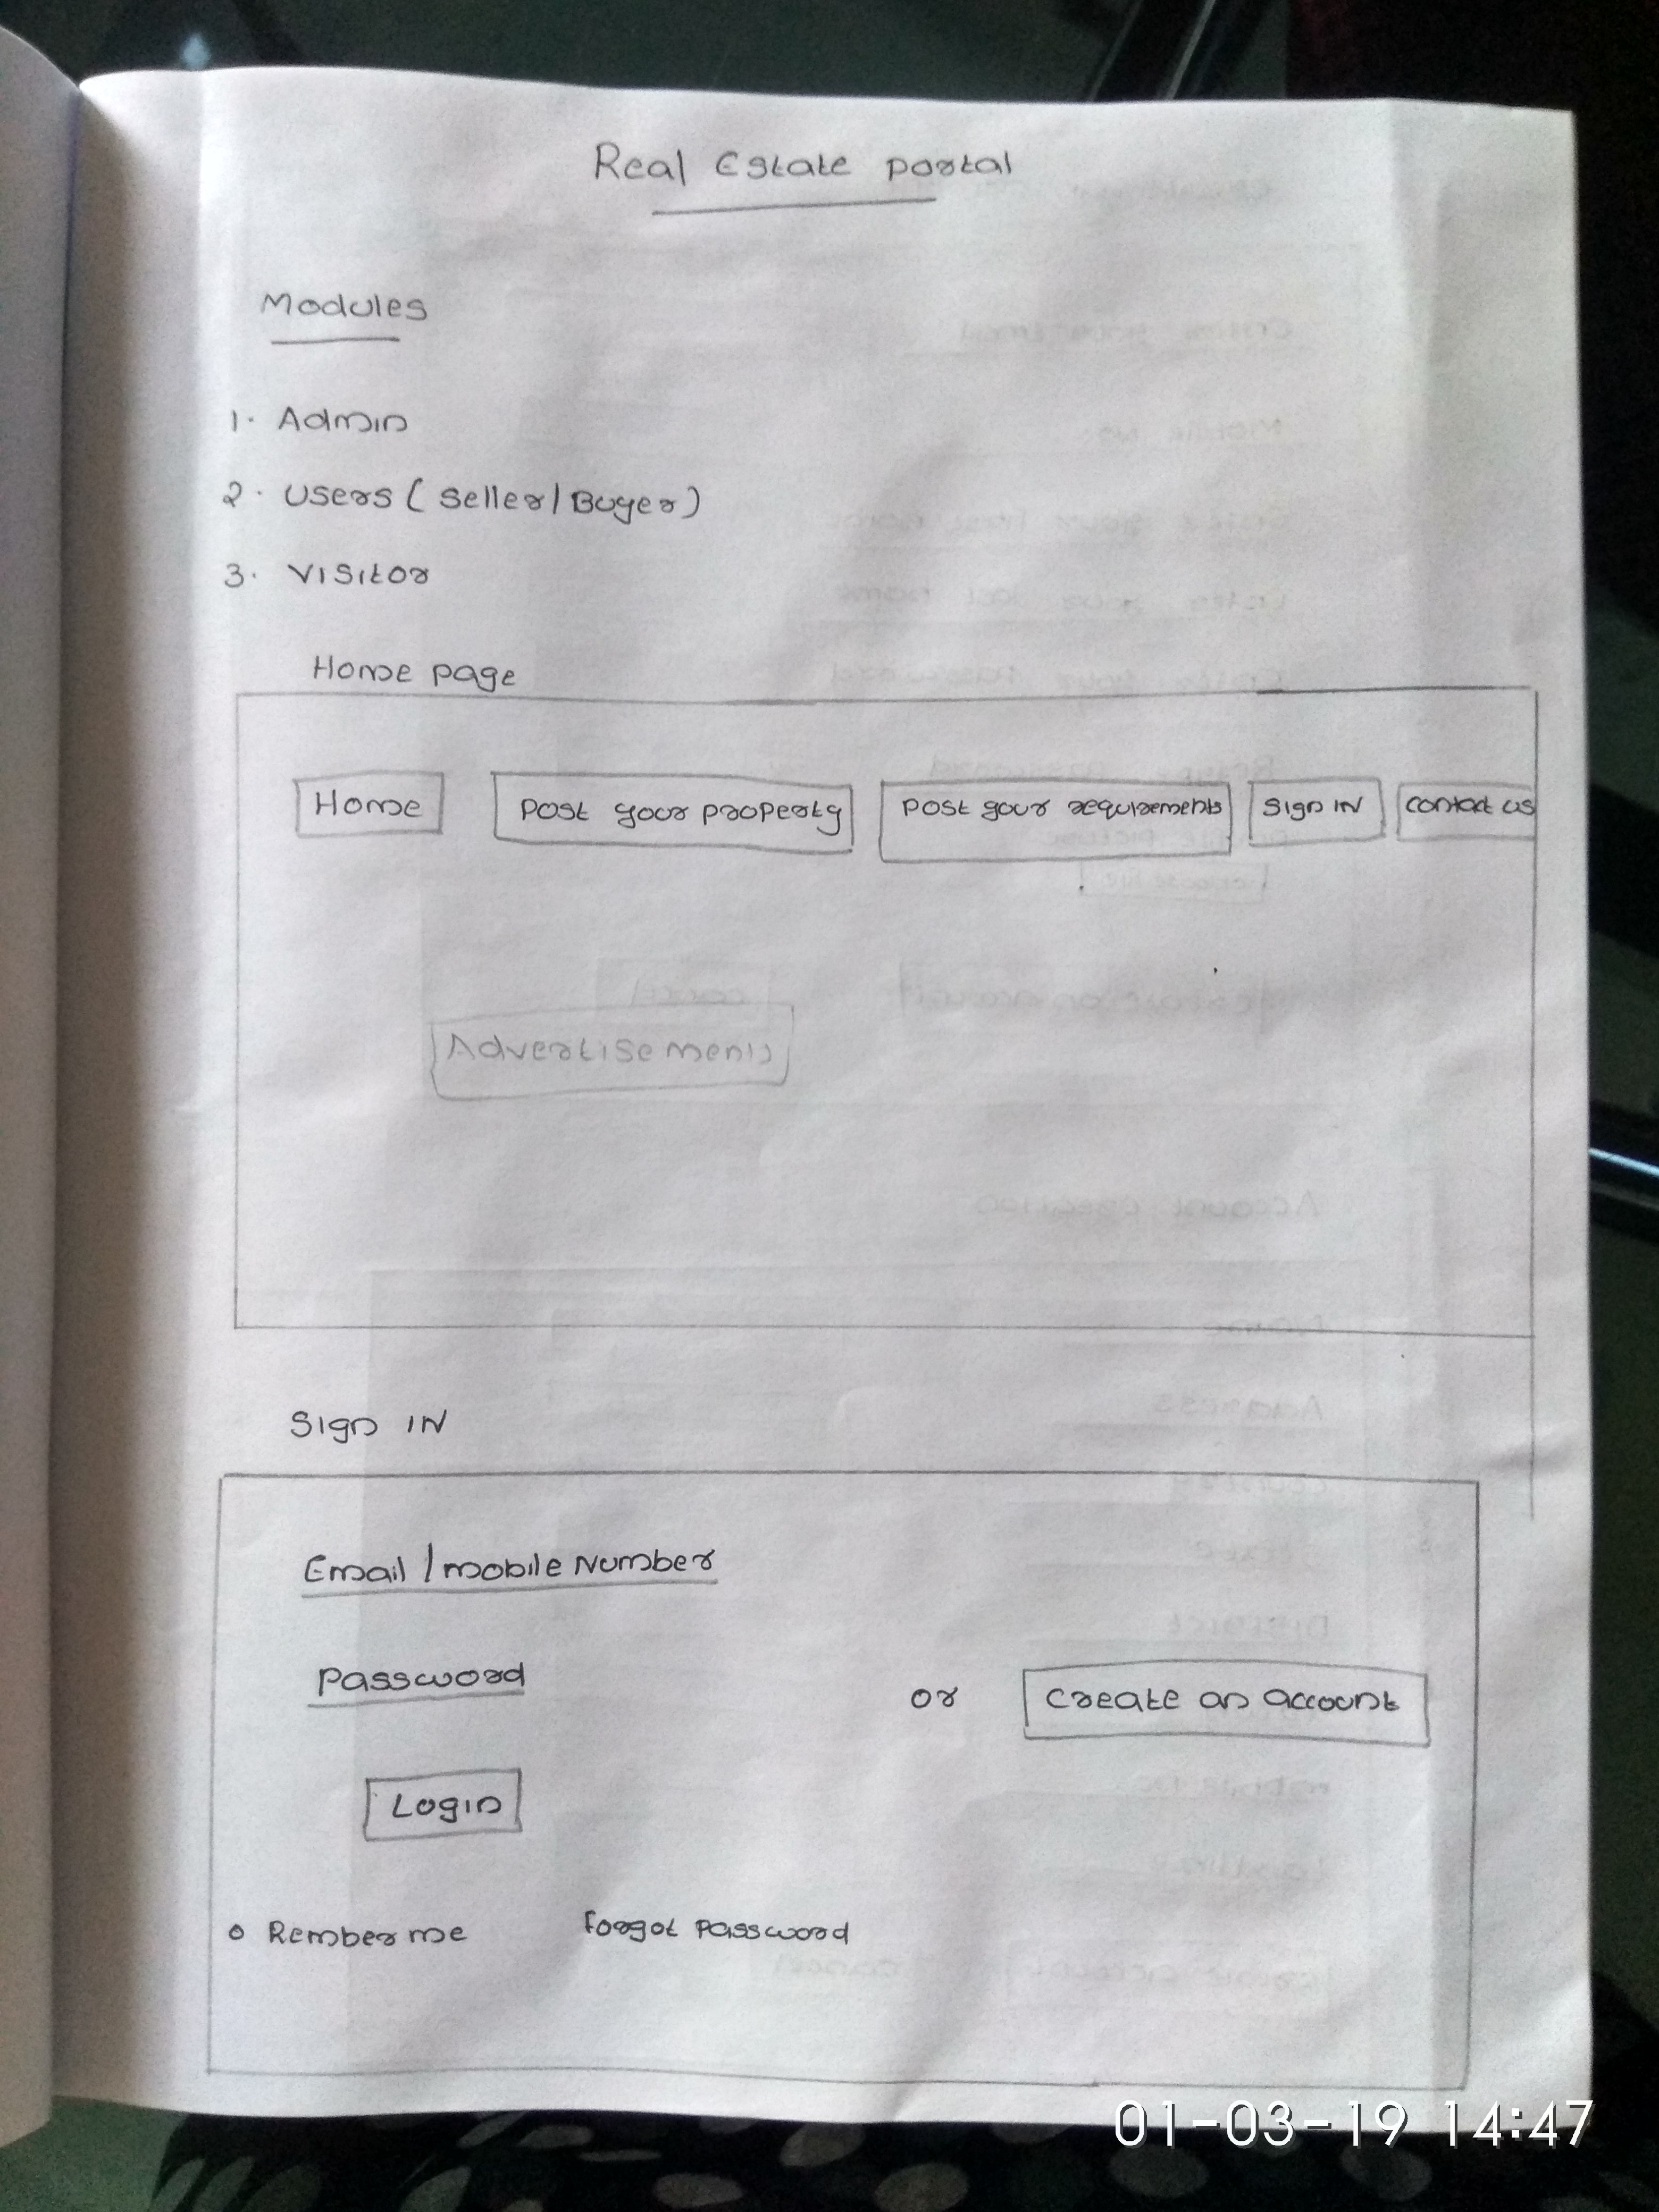 Real Estate portal
Modules
1. Admin
2. Users ( Seller / Buyer )
3. Visitor
Home page
Home Post your property Post your requirements Sign IN contact us
Advertisements
Sign IN
Email / mobile Number
Password
or create an account
Login
Rember me forgot password
01-03-19 14:47